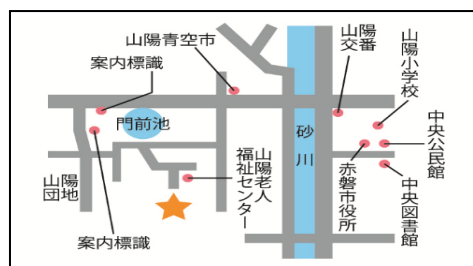 山陽青空市
案内標識
門前池
山陽
団地
案内標識
山陽老人
福祉センター
砂川
山陽
交番
山陽小学校
中央公民館
赤磐市役所
中央図書館